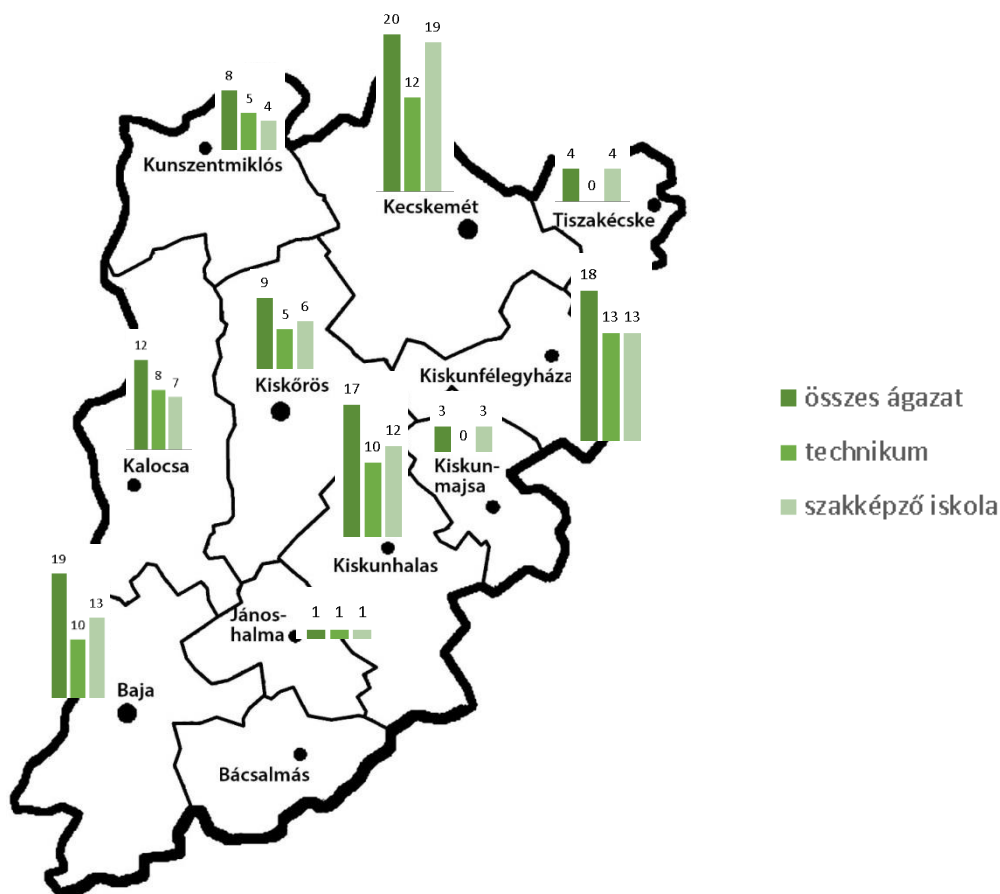 20
19
12
8
5
4
Kunszentmiklós
Kecskemét
4
0
4
Tiszakécske
9
5
6
Kiskőrös
18
13
13
Kiskunfélegyháza
12
8
7
Kalocsa
17
10
12
Kiskunhalas
3
0
3
Kiskun-
majsa
összes ágazat
technikum
szakképző iskola
19
10
13
Baja
János-
halma
1
1
1
Bácsalmás